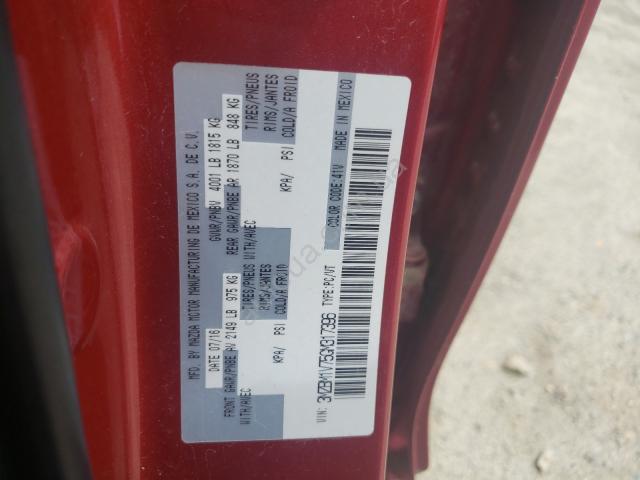 MFD. BY MAZDA MOTOR MANUFACTURING DE MEXICO S.A. DE C.V.
DATE 07/16 GVWR/PNBV 4001 LB 1815 KG
FRONT GAWR/PNBE AV 2149 LB 975 KG REAR GAWR/PNBE AR 1870 LB 848 KG
WITH/AVEC TIRES/PNEUS WITH/AVEC TIRES/PNEUS
RIMS/JANTES RIMS/JANTES
KPA/ PSI COLD/A FROID KPA/ PSI COLD/A FROID
VIN: 3MZBM1V75GM317396 TYPE:PC/VT
COLOR CODE:41V MADE IN MEXICO